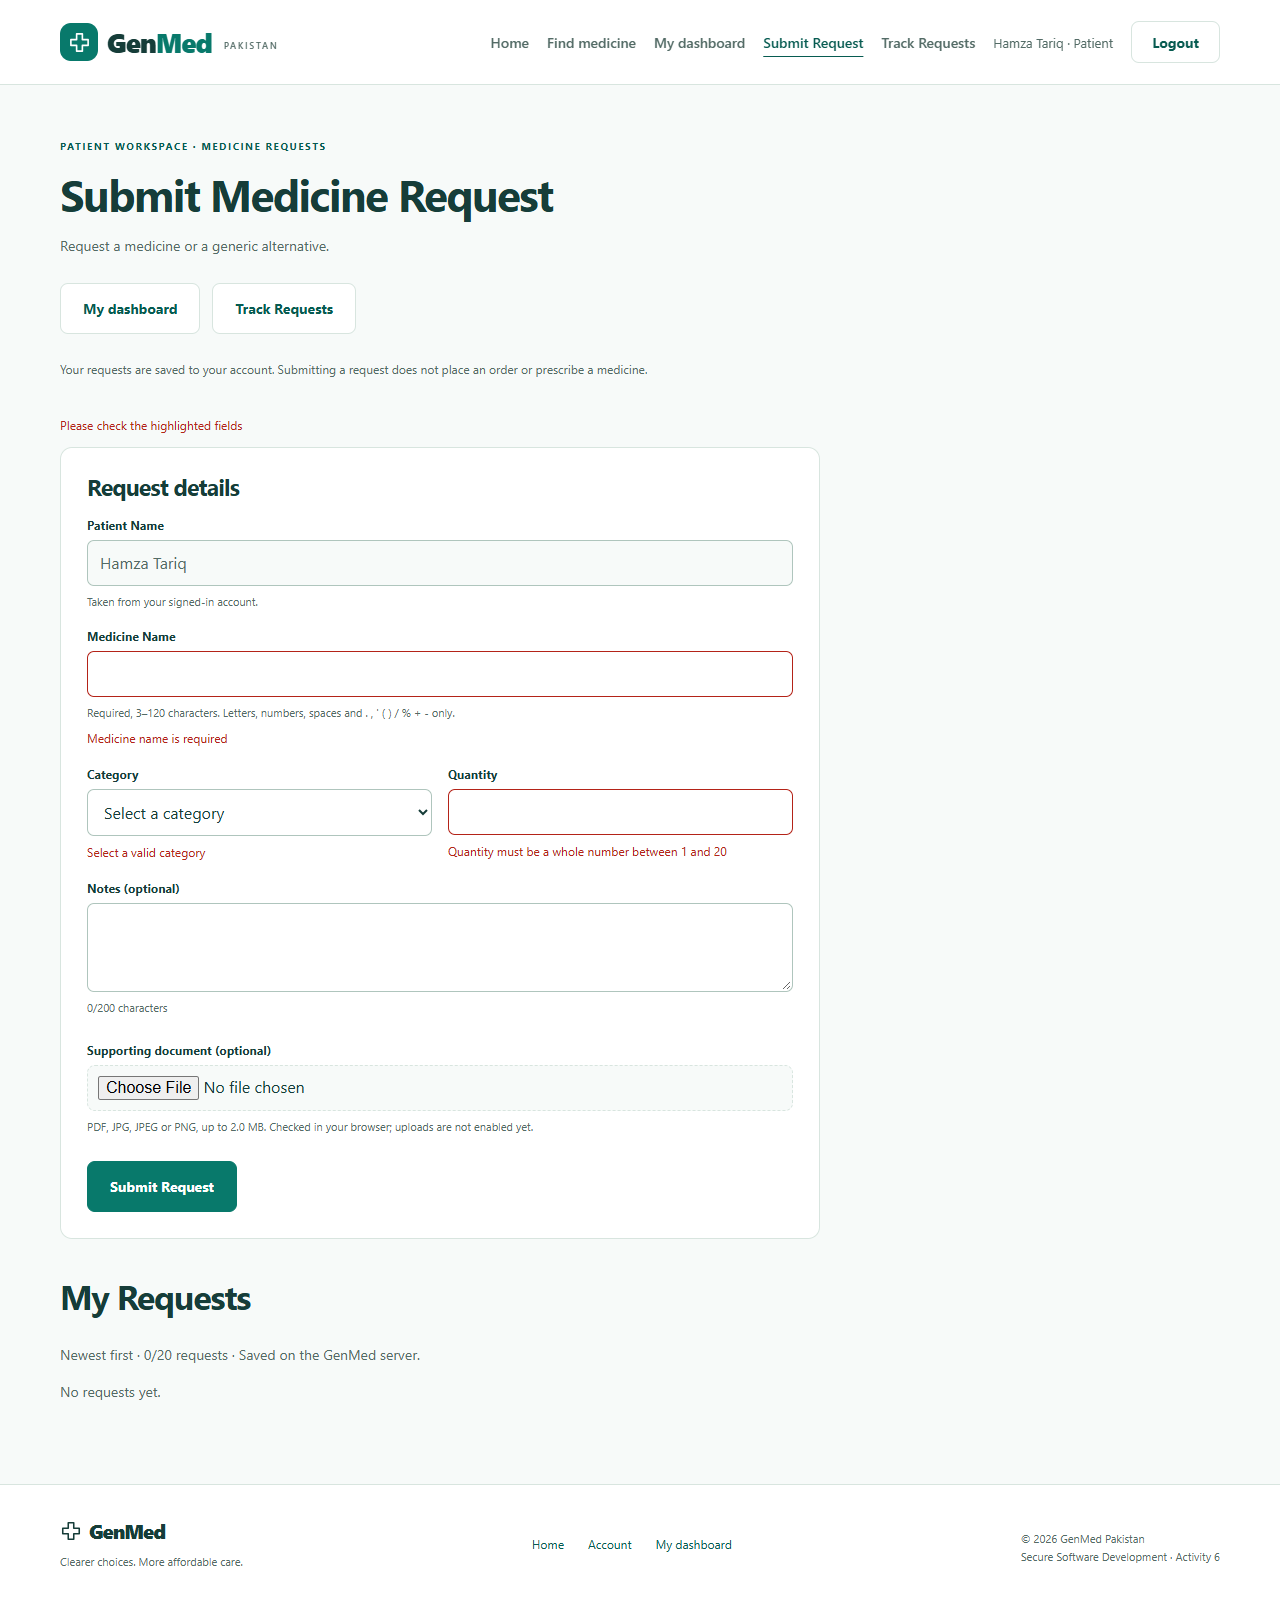 GenMed PAKISTAN
Home Find medicine My dashboard Submit Request Track Requests Hamza Tariq · Patient Logout
PATIENT WORKSPACE · MEDICINE REQUESTS
Submit Medicine Request
Request a medicine or a generic alternative.
My dashboard Track Requests
Your requests are saved to your account. Submitting a request does not place an order or prescribe a medicine.
Please check the highlighted fields
Request details
Patient Name
Hamza Tariq
Taken from your signed-in account.
Medicine Name
Required, 3–120 characters. Letters, numbers, spaces and . , ' ( ) / % + - only.
Medicine name is required
Category Quantity
Select a category
Select a valid category Quantity must be a whole number between 1 and 20
Notes (optional)
0/200 characters
Supporting document (optional)
Choose File No file chosen
PDF, JPG, JPEG or PNG, up to 2.0 MB. Checked in your browser; uploads are not enabled yet.
Submit Request
My Requests
Newest first · 0/20 requests · Saved on the GenMed server.
No requests yet.
GenMed
Clearer choices. More affordable care.
Home Account My dashboard
© 2026 GenMed Pakistan
Secure Software Development · Activity 6